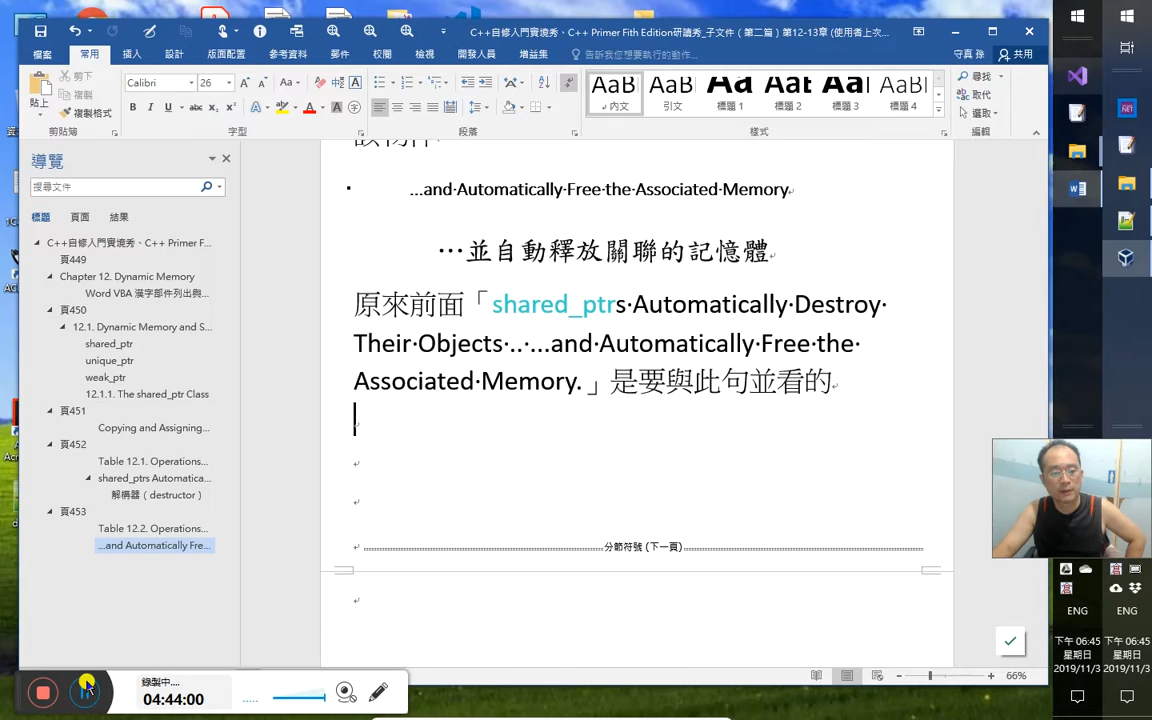 C++自修入門實境秀、C++ Primer Fith Edition研讀秀_子文件（第二篇）第12-13章 (使用者上次...
檔案 常用 插入 設計 版面配置 參考資料 郵件 校閱 檢視 開發人員 增益集 告訴我您想要執行的動作... 守真 孫 共用
貼上 剪下 複製 複製格式
Calibri 26
AaB AaB Aa Aat Aal AaBl
內文 引文 標題 1 標題 2 標題 3 標題 4
尋找 取代 選取
剪貼簿 字型 段落 樣式 編輯
導覽
搜尋文件
標題 頁面 結果
C++自修入門實境秀、C++ Primer F...
頁449
Chapter 12. Dynamic Memory
Word VBA 漢字部件列出與...
頁450
12.1. Dynamic Memory and S...
shared_ptr
unique_ptr
weak_ptr
12.1.1. The shared_ptr Class
頁451
Copying and Assigning...
頁452
Table 12.1. Operations...
shared_ptrs Automatica...
解構器（destructor）
頁453
Table 12.2. Operations...
...and Automatically Fre...
...and Automatically Free the Associated Memory
…並自動釋放關聯的記憶體
原來前面「shared_ptrs Automatically Destroy
Their Objects .. ...and Automatically Free the
Associated Memory.」是要與此句並看的
分節符號 (下一頁)
66%
錄製中....
04:44:00
ENG ENG
下午 06:45 下午 06:45
星期日 星期日
2019/11/3 2019/11/3